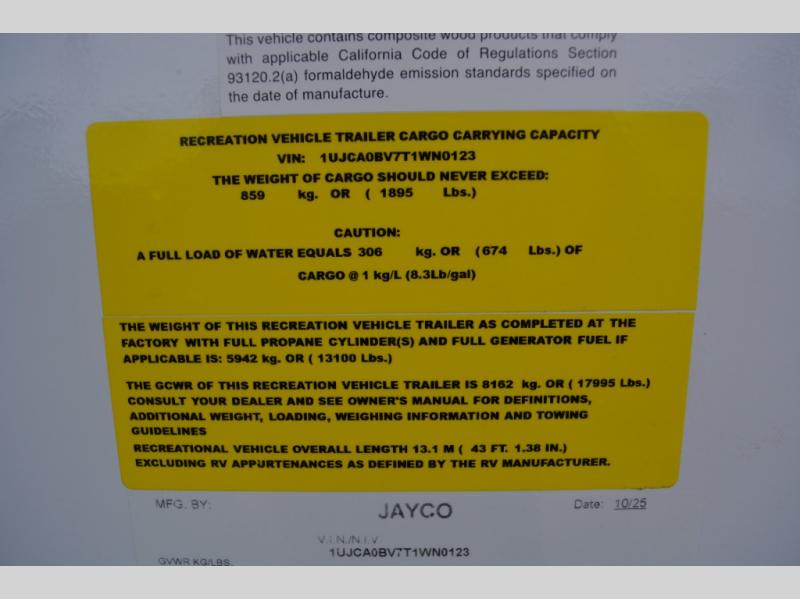 This vehicle contains composite wood products that comply
with applicable California Code of Regulations Section
93120.2(a) formaldehyde emission standards specified on
the date of manufacture.
RECREATION VEHICLE TRAILER CARGO CARRYING CAPACITY
VIN: 1UJCA0BV7T1WN0123
THE WEIGHT OF CARGO SHOULD NEVER EXCEED:
859 kg. OR ( 1895 Lbs.)
CAUTION:
A FULL LOAD OF WATER EQUALS 306 kg. OR (674 Lbs.) OF
CARGO @ 1 kg/L (8.3Lb/gal)
THE WEIGHT OF THIS RECREATION VEHICLE TRAILER AS COMPLETED AT THE
FACTORY WITH FULL PROPANE CYLINDER(S) AND FULL GENERATOR FUEL IF
APPLICABLE IS: 5942 kg. OR ( 13100 Lbs.)
THE GCWR OF THIS RECREATION VEHICLE TRAILER IS 8162 kg. OR ( 17995 Lbs.)
CONSULT YOUR DEALER AND SEE OWNER'S MANUAL FOR DEFINITIONS,
ADDITIONAL WEIGHT, LOADING, WEIGHING INFORMATION AND TOWING
GUIDELINES
RECREATIONAL VEHICLE OVERALL LENGTH 13.1 M ( 43 FT. 1.38 IN.)
EXCLUDING RV APPURTENANCES AS DEFINED BY THE RV MANUFACTURER.
MFG. BY: JAYCO Date: 10/25
V.I.N./N.I.V
1UJCA0BV7T1WN0123
GVWR KG/LBS.